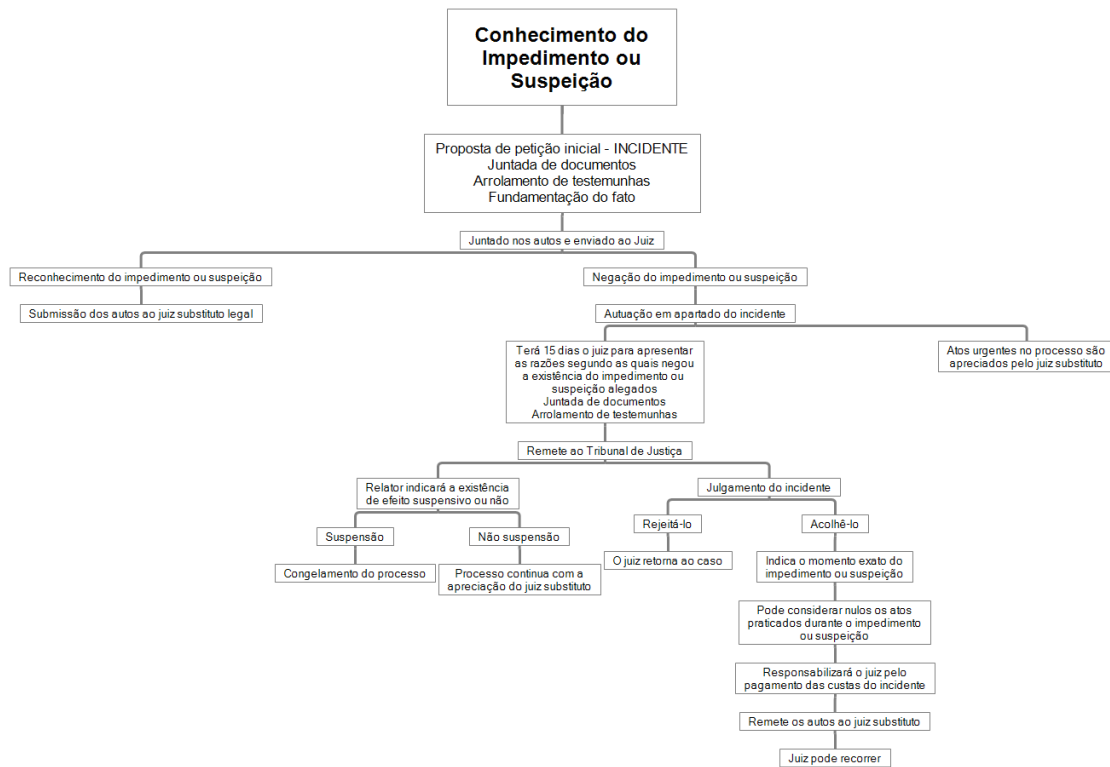 Conhecimento do
Impedimento ou
Suspeição
Proposta de petição inicial - INCIDENTE
Juntada de documentos
Arrolamento de testemunhas
Fundamentação do fato
Juntado nos autos e enviado ao Juiz
Reconhecimento do impedimento ou suspeição
Negação do impedimento ou suspeição
Submissão dos autos ao juiz substituto legal
Autuação em apartado do incidente
Terá 15 dias o juiz para apresentar
as razões segundo as quais negou
a existência do impedimento ou
suspeição alegados
Juntada de documentos
Arrolamento de testemunhas
Atos urgentes no processo são
apreciados pelo juiz substituto
Remete ao Tribunal de Justiça
Relator indicará a existência
de efeito suspensivo ou não
Julgamento do incidente
Suspensão
Não suspensão
Rejeitá-lo
Acolhê-lo
Congelamento do processo
Processo continua com a
apreciação do juiz substituto
O juiz retorna ao caso
Indica o momento exato do
impedimento ou suspeição
Pode considerar nulos os atos
praticados durante o impedimento
ou suspeição
Responsabilizará o juiz pelo
pagamento das custas do incidente
Remete os autos ao juiz substituto
Juiz pode recorrer